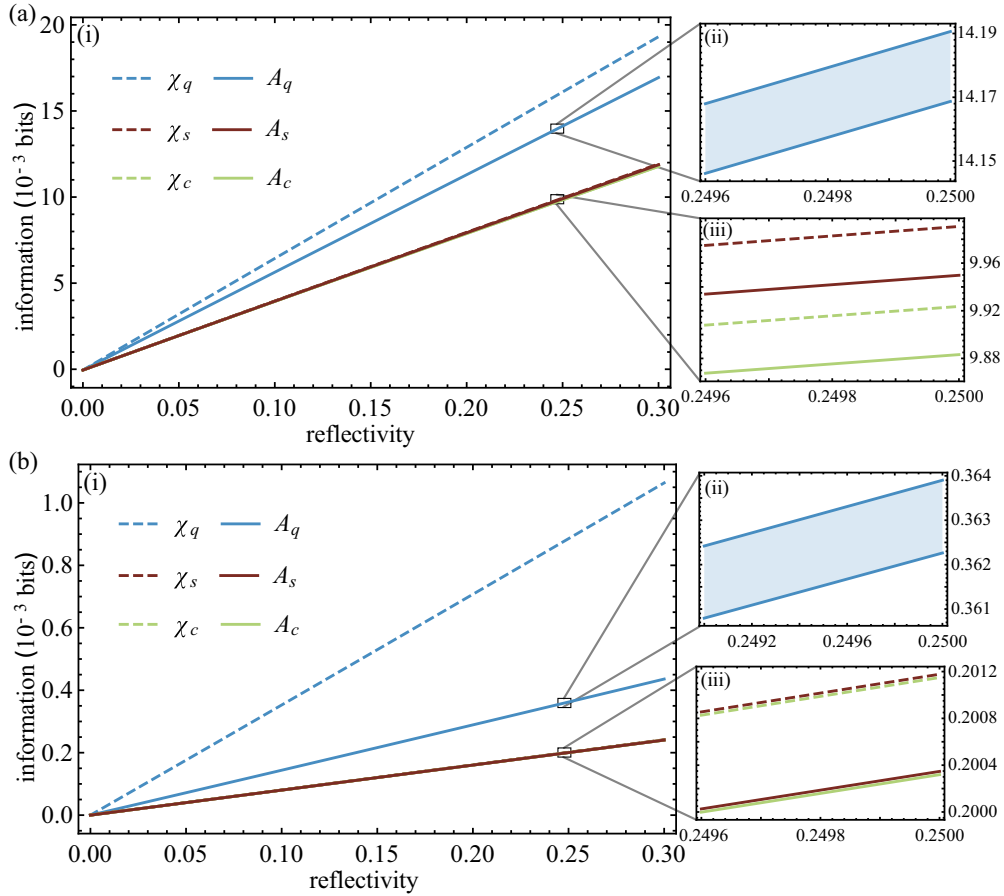 (a)
(i)
χq Aq
χs As
χc Ac
information (10-3 bits)
20
17
14
10
5
0
0.00 0.05 0.10 0.15 0.20 0.25 0.30
reflectivity
(ii)
14.19
14.17
14.15
0.2496 0.2498 0.2500
(iii)
9.96
9.92
9.88
0.2496 0.2498 0.2500
(b)
(i)
χq Aq
χs As
χc Ac
information (10-3 bits)
1.0
0.8
0.6
0.4
0.2
0.0
0.00 0.05 0.10 0.15 0.20 0.25 0.30
reflectivity
(ii)
0.364
0.363
0.362
0.361
0.2492 0.2496 0.2500
(iii)
0.2012
0.2008
0.2004
0.2000
0.2496 0.2498 0.2500